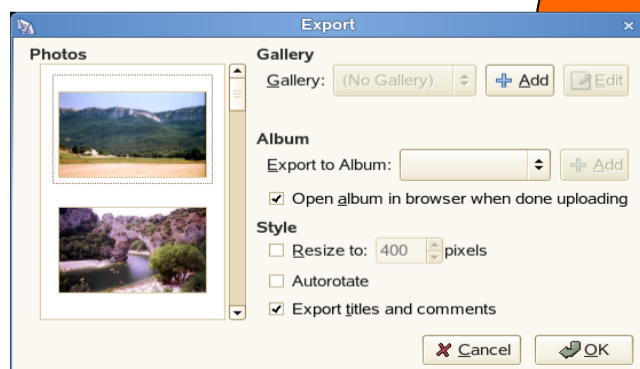 Export
Photos
Gallery
Gallery: (No Gallery) Add Edit
Album
Export to Album: Add
Open album in browser when done uploading
Style
Resize to: 400 pixels
Autorotate
Export titles and comments
Cancel OK